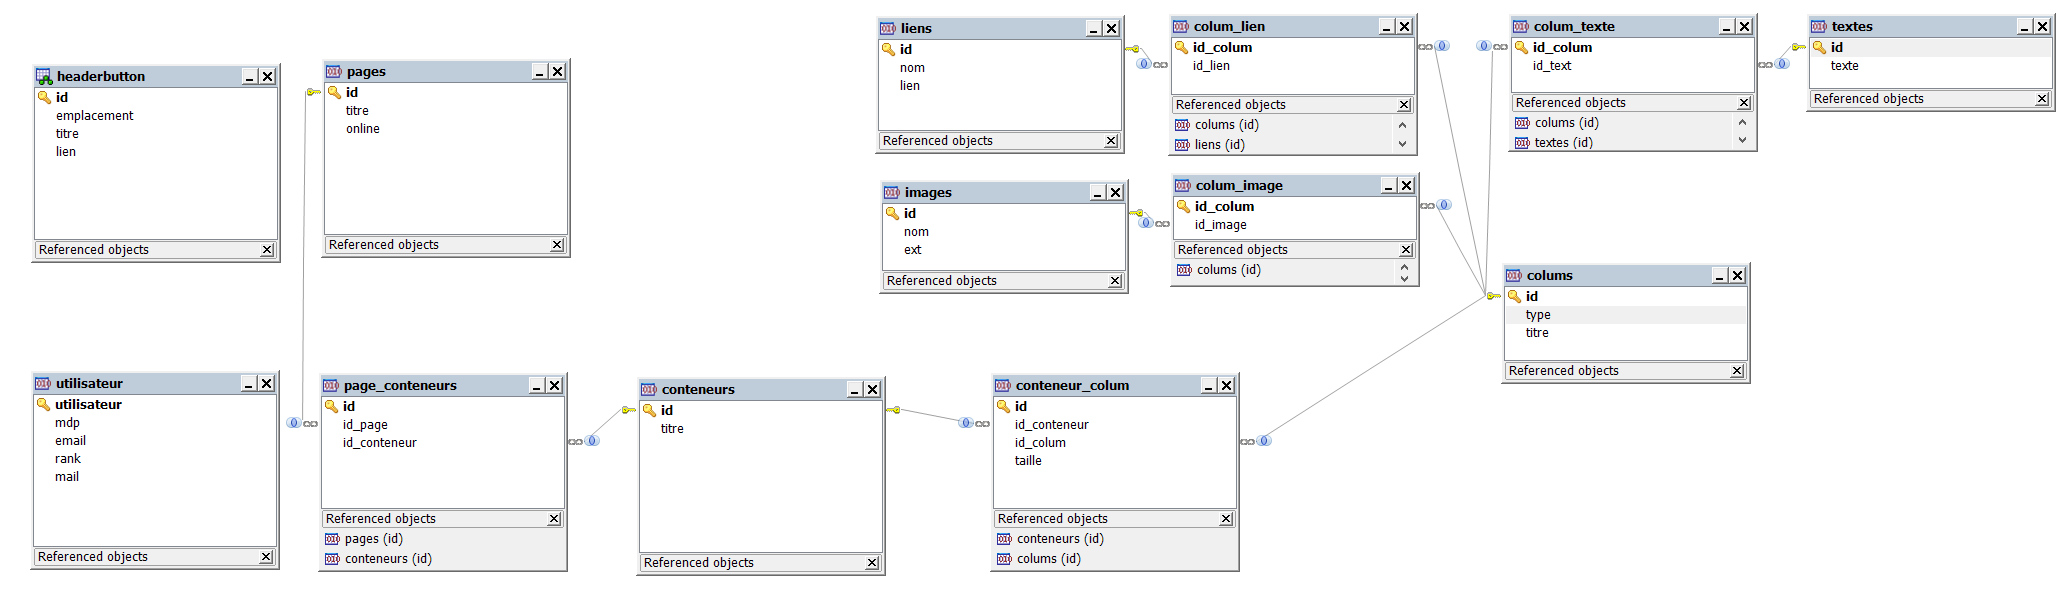 headerbutton
id
emplacement
titre
lien
Referenced objects
pages
id
titre
online
Referenced objects
liens
id
nom
lien
Referenced objects
colum_lien
id_colum
id_lien
Referenced objects
colums (id)
liens (id)
colum_texte
id_colum
id_text
Referenced objects
colums (id)
textes (id)
textes
id
texte
Referenced objects
images
id
nom
ext
Referenced objects
colum_image
id_colum
id_image
Referenced objects
colums (id)
colums
id
type
titre
Referenced objects
utilisateur
utilisateur
mdp
email
rank
mail
Referenced objects
page_conteneurs
id
id_page
id_conteneur
Referenced objects
pages (id)
conteneurs (id)
conteneurs
id
titre
Referenced objects
conteneur_colum
id
id_conteneur
id_colum
taille
Referenced objects
conteneurs (id)
colums (id)